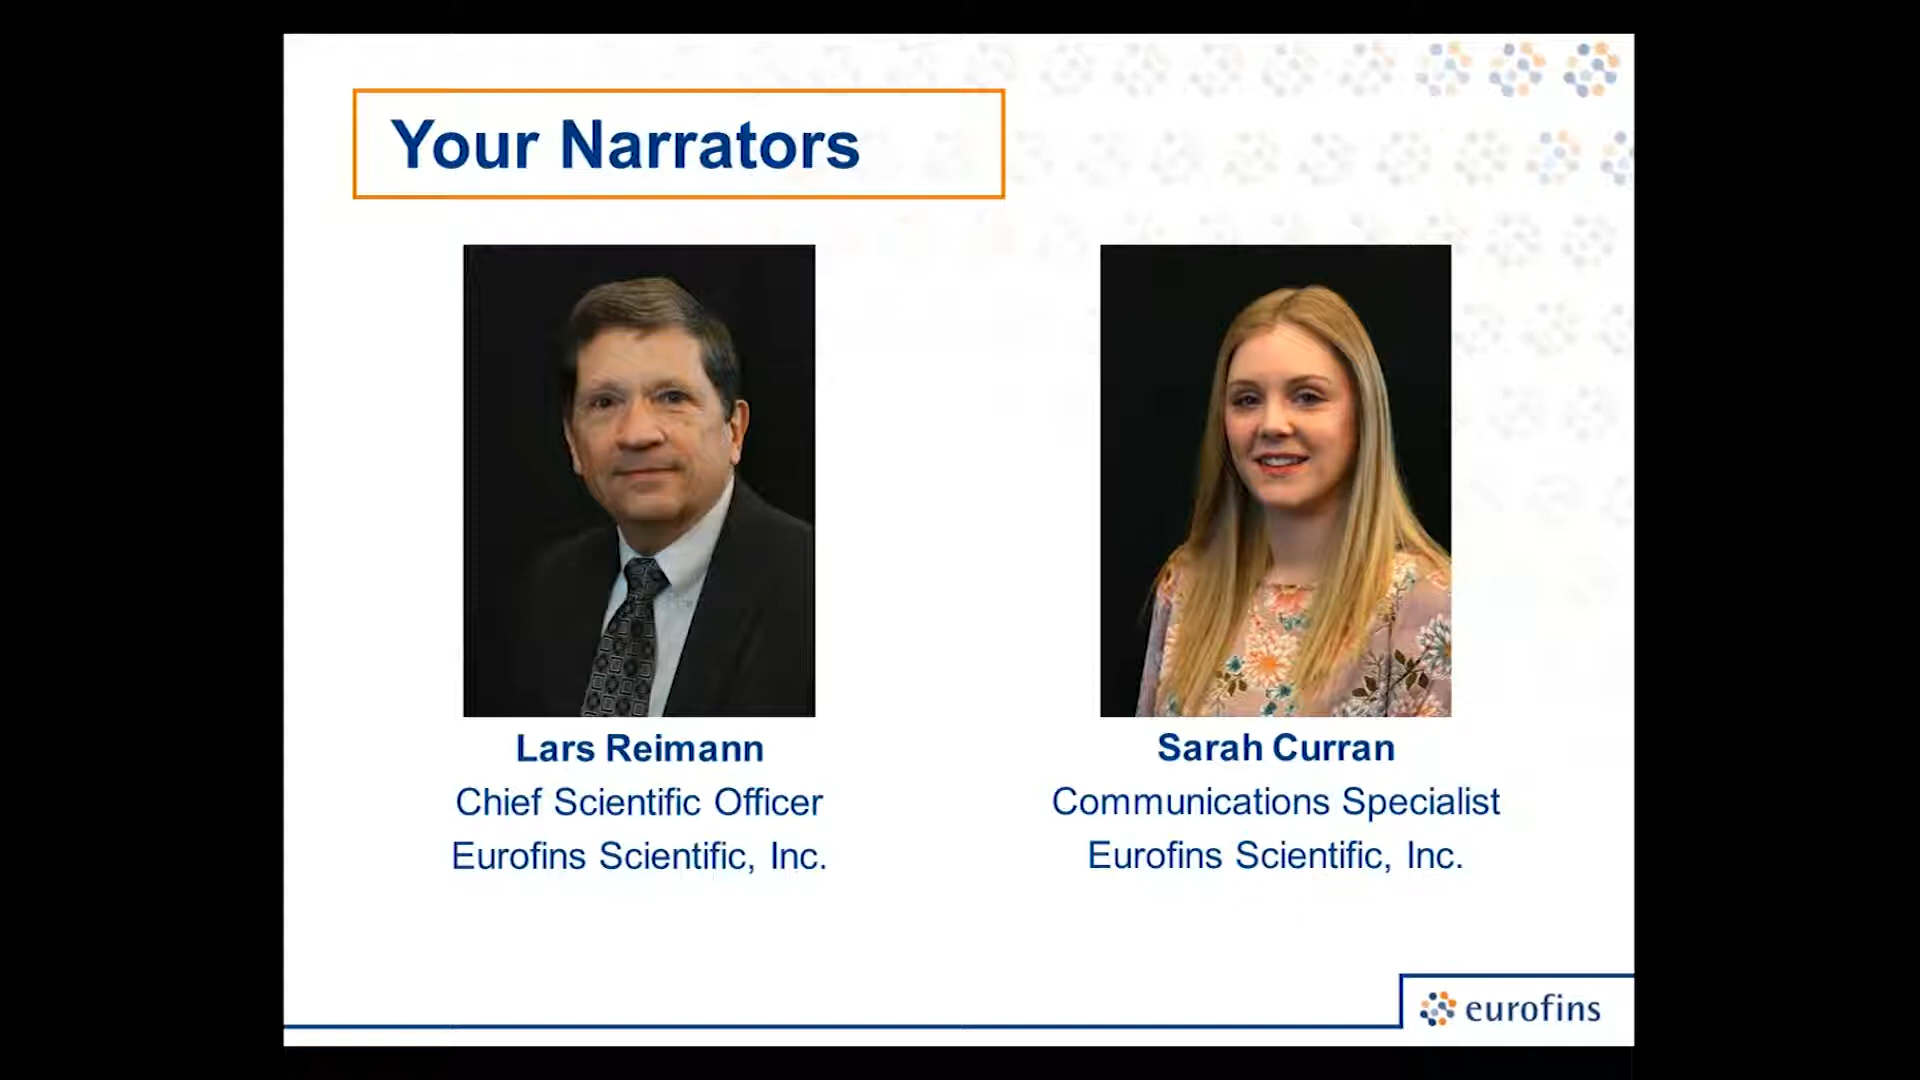 Your Narrators
Lars Reimann
Chief Scientific Officer
Eurofins Scientific, Inc.
Sarah Curran
Communications Specialist
Eurofins Scientific, Inc.
eurofins